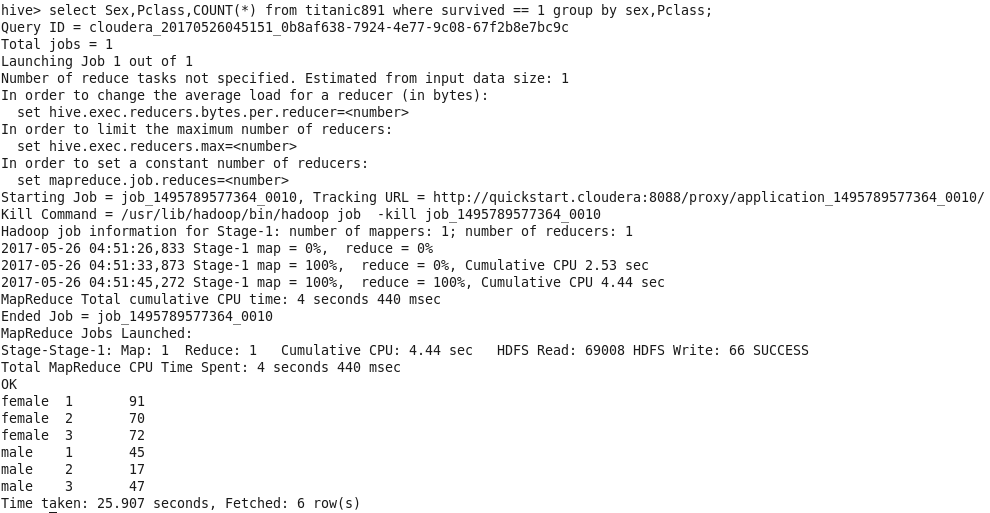 hive> select Sex,Pclass,COUNT(*) from titanic891 where survived == 1 group by sex,Pclass;
Query ID = cloudera_20170526045151_0b8af638-7924-4e77-9c08-67f2b8e7bc9c
Total jobs = 1
Launching Job 1 out of 1
Number of reduce tasks not specified. Estimated from input data size: 1
In order to change the average load for a reducer (in bytes):
  set hive.exec.reducers.bytes.per.reducer=<number>
In order to limit the maximum number of reducers:
  set hive.exec.reducers.max=<number>
In order to set a constant number of reducers:
  set mapreduce.job.reduces=<number>
Starting Job = job_1495789577364_0010, Tracking URL = http://quickstart.cloudera:8088/proxy/application_1495789577364_0010/
Kill Command = /usr/lib/hadoop/bin/hadoop job  -kill job_1495789577364_0010
Hadoop job information for Stage-1: number of mappers: 1; number of reducers: 1
2017-05-26 04:51:26,833 Stage-1 map = 0%,  reduce = 0%
2017-05-26 04:51:33,873 Stage-1 map = 100%,  reduce = 0%, Cumulative CPU 2.53 sec
2017-05-26 04:51:45,272 Stage-1 map = 100%,  reduce = 100%, Cumulative CPU 4.44 sec
MapReduce Total cumulative CPU time: 4 seconds 440 msec
Ended Job = job_1495789577364_0010
MapReduce Jobs Launched:
Stage-Stage-1: Map: 1  Reduce: 1   Cumulative CPU: 4.44 sec   HDFS Read: 69008 HDFS Write: 66 SUCCESS
Total MapReduce CPU Time Spent: 4 seconds 440 msec
OK
female  1       91
female  2       70
female  3       72
male    1       45
male    2       17
male    3       47
Time taken: 25.907 seconds, Fetched: 6 row(s)